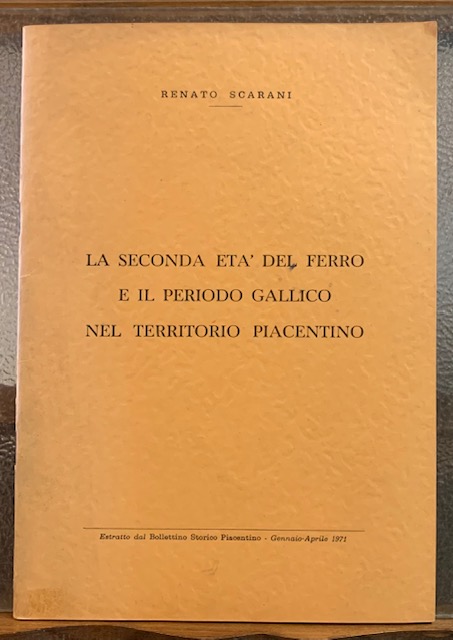 RENATO SCARANI
LA SECONDA ETA' DEL FERRO
E IL PERIODO GALLICO
NEL TERRITORIO PIACENTINO
Estratto dal Bollettino Storico Piacentino - Gennaio-Aprile 1971